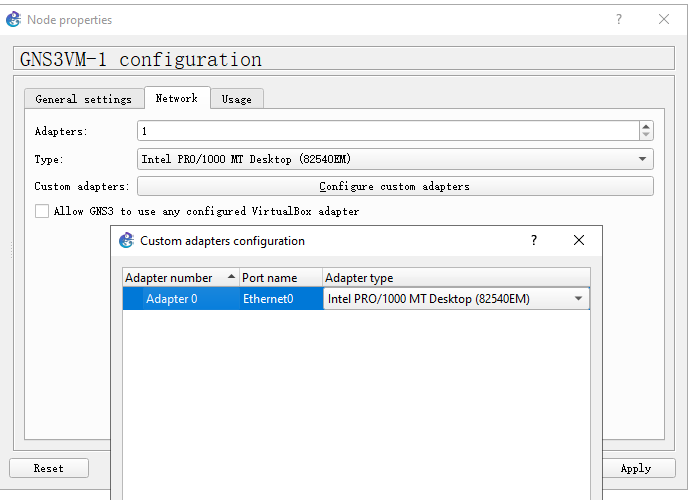 Node properties
GNS3VM-1 configuration
General settings Network Usage
Adapters: 1
Type: Intel PRO/1000 MT Desktop (82540EM)
Custom adapters: Configure custom adapters
Allow GNS3 to use any configured VirtualBox adapter
Custom adapters configuration
Adapter number Port name Adapter type
Adapter 0 Ethernet0 Intel PRO/1000 MT Desktop (82540EM)
Reset Apply